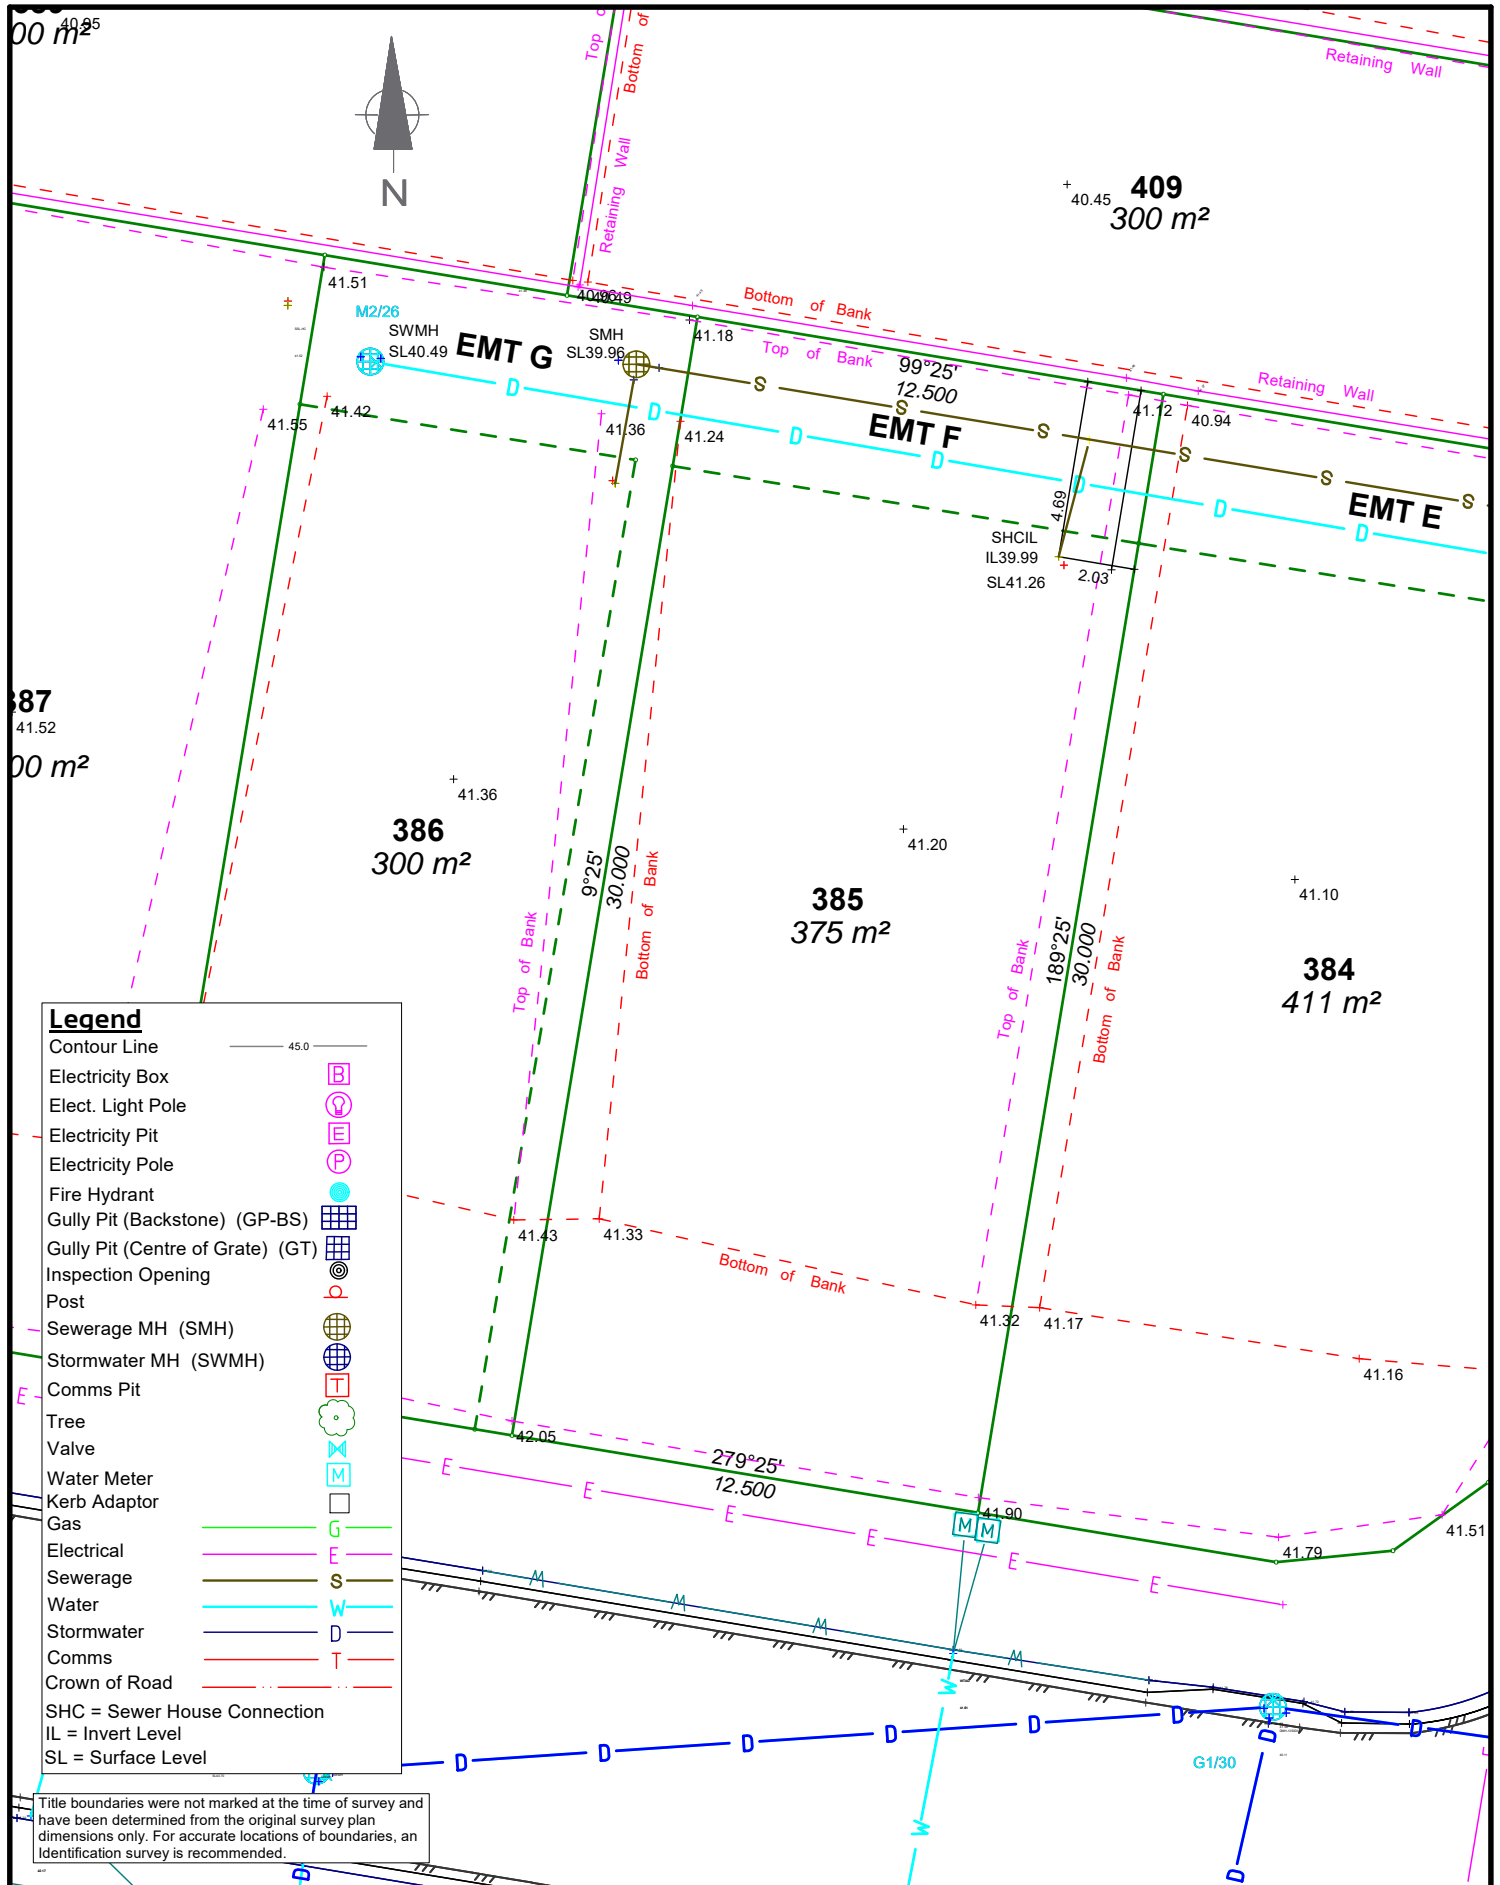 40.95
00 m²
Top
Bottom of
Retaining Wall
N
Retaining Wall
409
40.45
300 m²
41.51
40.96
40.49
Bottom of Bank
M2/26
SWMH
SL40.49
EMT G
SMH
SL39.96
41.18
Top of Bank
99°25'
12.500
Retaining Wall
41.55
41.42
41.36
41.24
S
S
S
S
S
S
D
D
D
D
D
D
D
EMT F
41.12
40.94
EMT E
4.69
SHCIL
IL39.99
SL41.26
2.03
387
41.52
00 m²
41.36
386
300 m²
9°25'
30.000
Bottom of Bank
Top of Bank
41.20
385
375 m²
189°25'
30.000
Top of Bank
Bottom of Bank
41.10
384
411 m²
Legend
Contour Line 45.0
Electricity Box B
Elect. Light Pole
Electricity Pit E
Electricity Pole P
Fire Hydrant
Gully Pit (Backstone) (GP-BS)
Gully Pit (Centre of Grate) (GT)
Inspection Opening
Post
Sewerage MH (SMH)
Stormwater MH (SWMH)
Comms Pit T
Tree
Valve
Water Meter M
Kerb Adaptor
Gas G
Electrical E
Sewerage S
Water W
Stormwater D
Comms T
Crown of Road
SHC = Sewer House Connection
IL = Invert Level
SL = Surface Level
41.43
41.33
Bottom of Bank
41.32
41.17
41.16
42.05
279°25'
12.500
41.90
41.79
41.51
E
E
E
E
E
E
E
M M
M
M
M
M
W
W
D
D
D
D
D
D
D
D
D
D
G1/30
Title boundaries were not marked at the time of survey and
have been determined from the original survey plan
dimensions only. For accurate locations of boundaries, an
Identification survey is recommended.